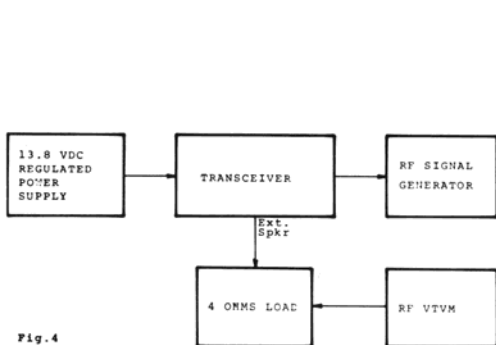 13.8 VDC
REGULATED
POWER
SUPPLY
TRANSCEIVER
RF SIGNAL
GENERATOR
Ext.
Spkr
4 OHMS LOAD
RF VTVM
Fig.4